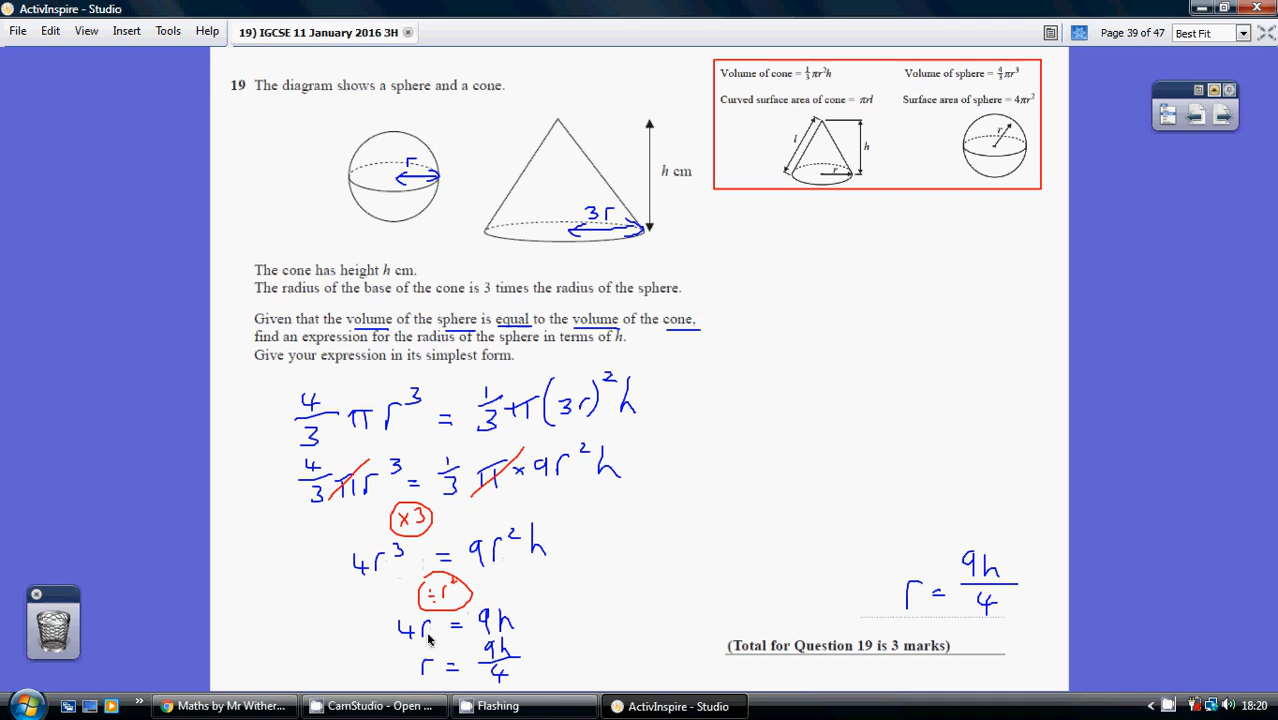 ActivInspire - Studio
File Edit View Insert Tools Help
19) IGCSE 11 January 2016 3H
Page 39 of 47
Best Fit
19 The diagram shows a sphere and a cone.
r
3r
h cm
Volume of cone = 1/3 πr²h
Volume of sphere = 4/3 πr³
Curved surface area of cone = πrl
Surface area of sphere = 4πr²
l
h
r
r
The cone has height h cm.
The radius of the base of the cone is 3 times the radius of the sphere.
Given that the volume of the sphere is equal to the volume of the cone,
find an expression for the radius of the sphere in terms of h.
Give your expression in its simplest form.
4/3 π r³ = 1/3 π (3r)² h
4/3 πr³ = 1/3 π × 9r² h
×3
4r³ = 9r² h
÷r²
4r = 9h
r = 9h/4
r = 9h/4
(Total for Question 19 is 3 marks)
Maths by Mr Wither...
CamStudio - Open ...
Flashing
ActivInspire - Studio
18:20